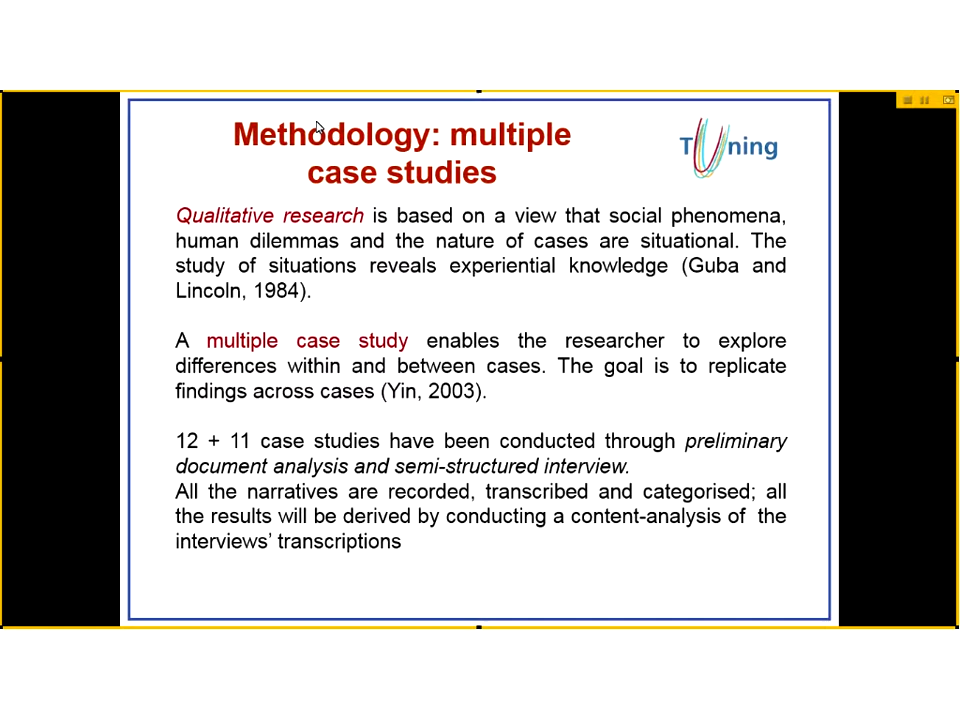 Methodology: multiple
case studies
TUning
Qualitative research is based on a view that social phenomena,
human dilemmas and the nature of cases are situational. The
study of situations reveals experiential knowledge (Guba and
Lincoln, 1984).
A multiple case study enables the researcher to explore
differences within and between cases. The goal is to replicate
findings across cases (Yin, 2003).
12 + 11 case studies have been conducted through preliminary
document analysis and semi-structured interview.
All the narratives are recorded, transcribed and categorised; all
the results will be derived by conducting a content-analysis of  the
interviews’ transcriptions